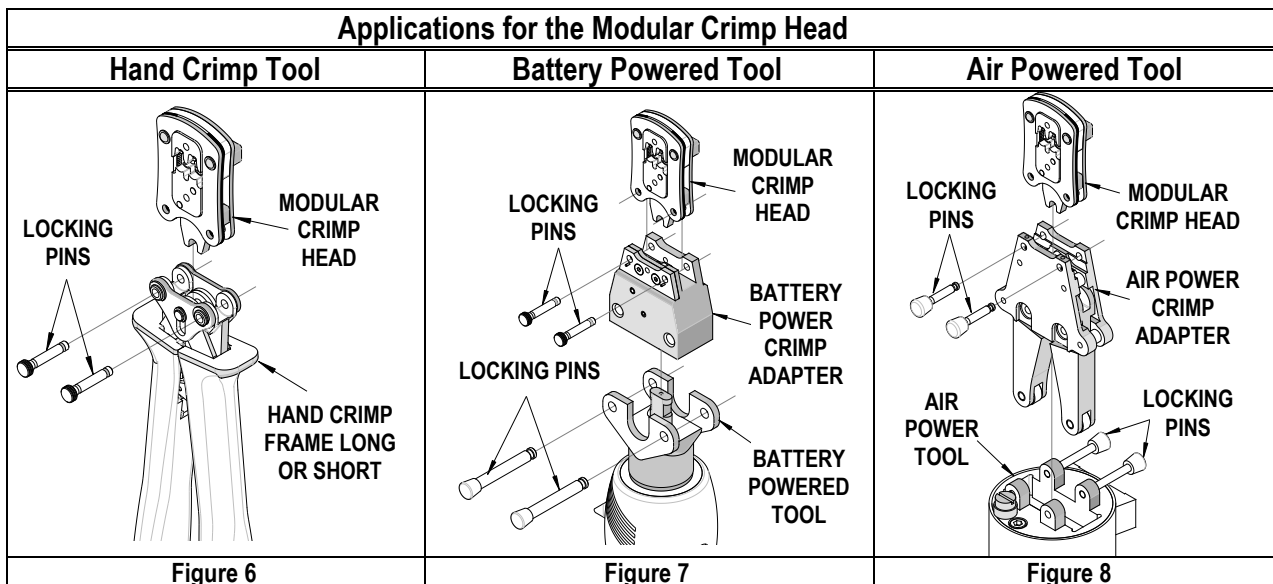 Applications for the Modular Crimp Head
Hand Crimp Tool
Battery Powered Tool
Air Powered Tool
MODULAR
CRIMP
HEAD
LOCKING
PINS
HAND CRIMP
FRAME LONG
OR SHORT
MODULAR
CRIMP
HEAD
LOCKING
PINS
BATTERY
POWER
CRIMP
ADAPTER
LOCKING PINS
BATTERY
POWERED
TOOL
LOCKING
PINS
MODULAR
CRIMP HEAD
AIR POWER
CRIMP
ADAPTER
AIR
POWER
TOOL
LOCKING
PINS
Figure 6
Figure 7
Figure 8